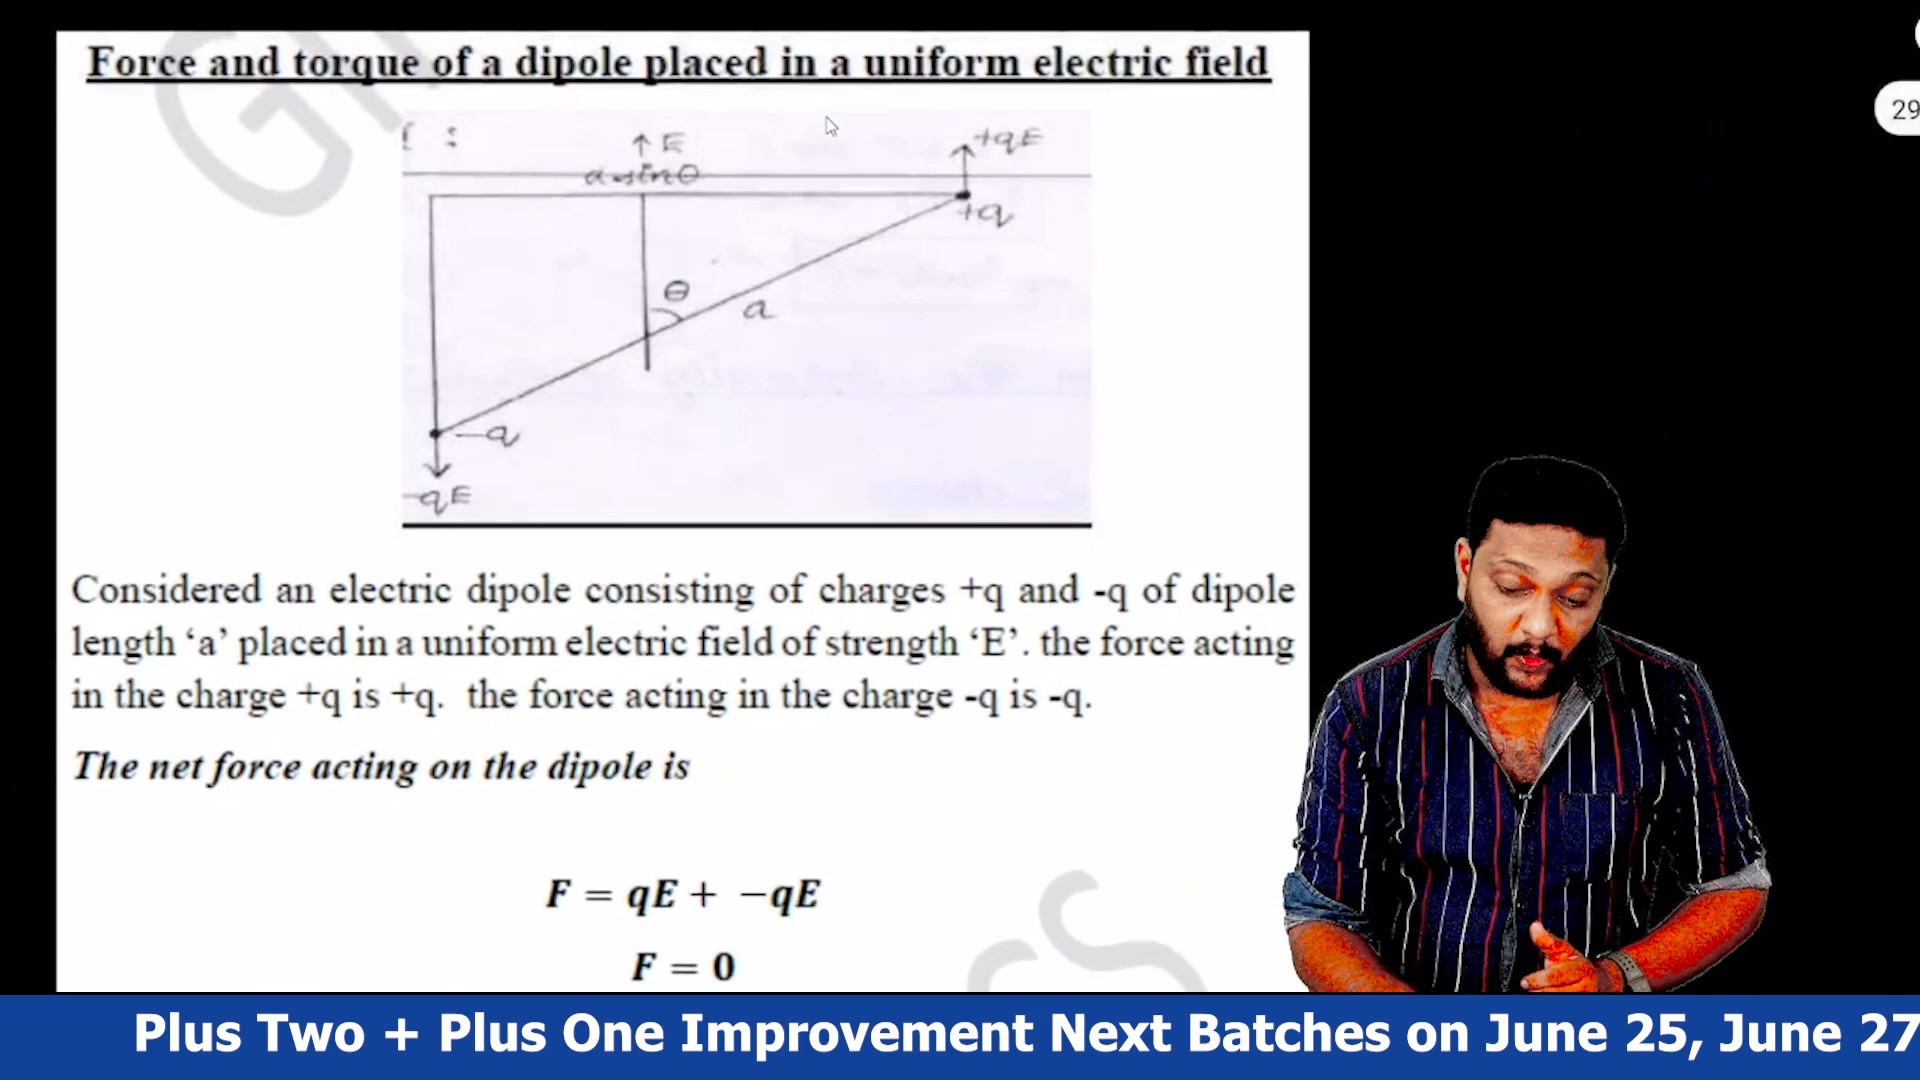 Force and torque of a dipole placed in a uniform electric field
↑ E
+qE
a sinθ
+q
θ
a
-q
-qE
Considered an electric dipole consisting of charges +q and -q of dipole
length ‘a’ placed in a uniform electric field of strength ‘E’. the force acting
in the charge +q is +q. the force acting in the charge -q is -q.
The net force acting on the dipole is
F = qE + −qE
F = 0
29
Plus Two + Plus One Improvement Next Batches on June 25, June 27